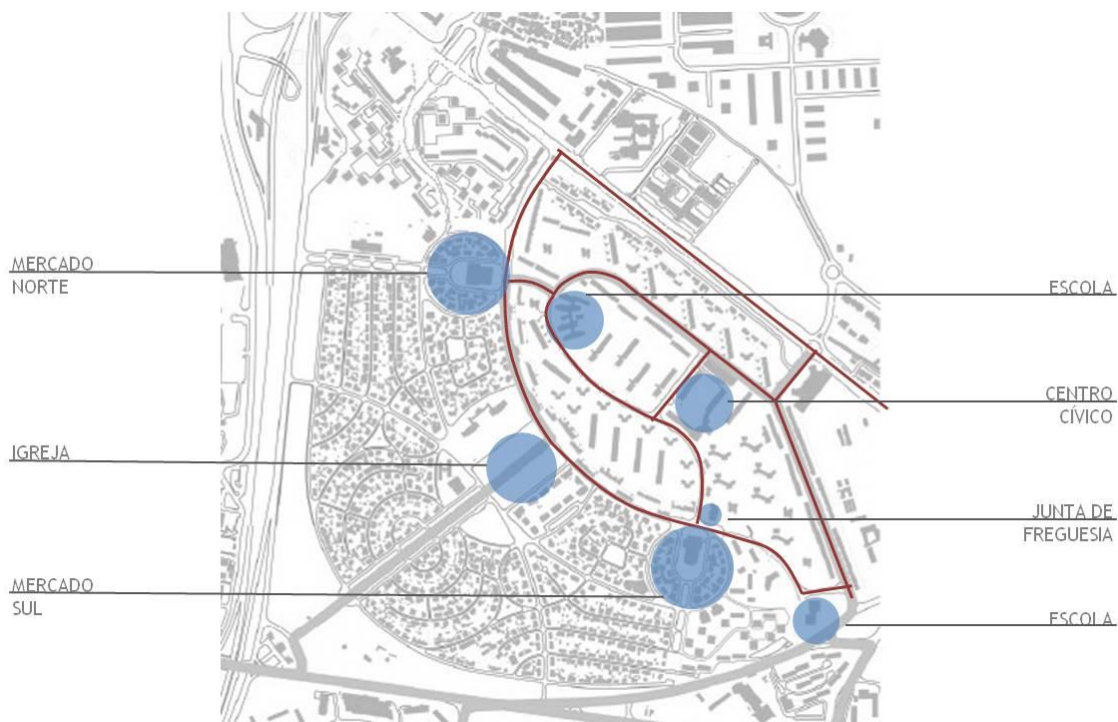 MERCADO
NORTE
IGREJA
MERCADO
SUL
ESCOLA
CENTRO
CÍVICO
JUNTA DE
FREGUESIA
ESCOLA